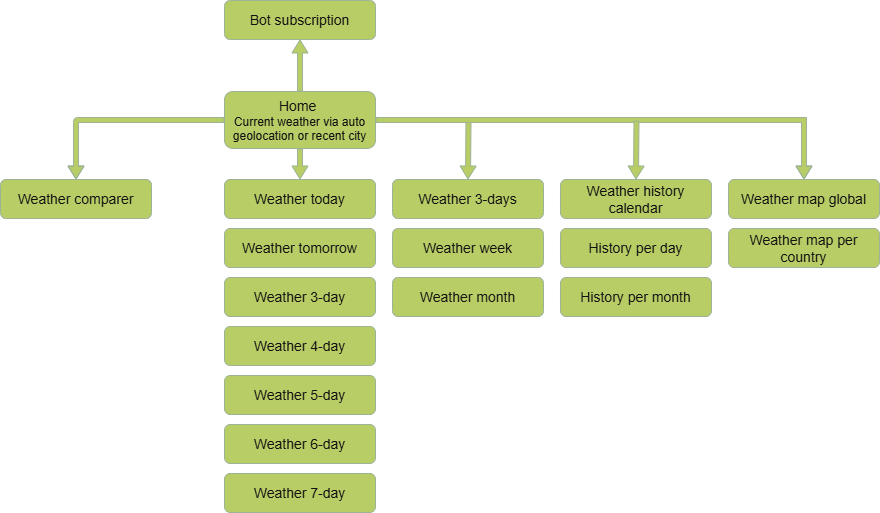 Bot subscription
Home
Current weather via auto
geolocation or recent city
Weather comparer
Weather today
Weather 3-days
Weather history
calendar
Weather map global
Weather tomorrow
Weather week
History per day
Weather map per
country
Weather 3-day
Weather month
History per month
Weather 4-day
Weather 5-day
Weather 6-day
Weather 7-day